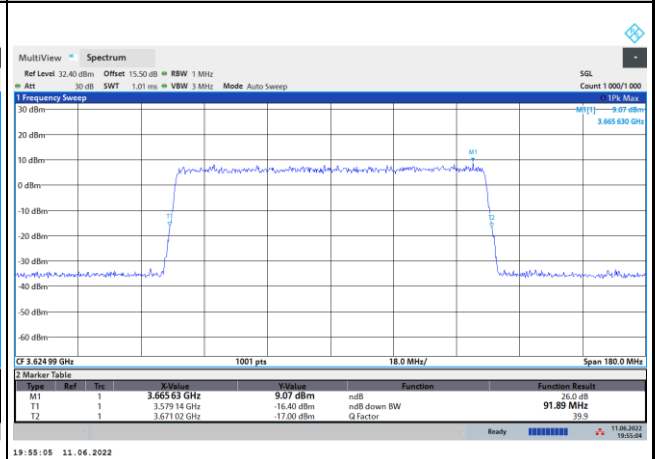 MultiView Spectrum
Ref Level 32.40 dBm Offset 15.50 dB RBW 1 MHz SGL
Att 30 dB SWT 1.01 ms VBW 3 MHz Mode Auto Sweep Count 1 000/1 000
1 Frequency Sweep 1Pk Max
30 dBm M1[1] 9.07 dBm
3.665 630 GHz
20 dBm
10 dBm
M1
0 dBm
-10 dBm
T1 T2
-20 dBm
-30 dBm
-40 dBm
-50 dBm
-60 dBm
CF 3.624 99 GHz 1001 pts 18.0 MHz/ Span 180.0 MHz
2 Marker Table
Type Ref Trc X-Value Y-Value Function Function Result
M1 1 3.665 63 GHz 9.07 dBm ndB 26.0 dB
T1 1 3.579 14 GHz -16.40 dBm ndB down BW 91.89 MHz
T2 1 3.671 02 GHz -17.00 dBm Q Factor 39.9
Ready 11.06.2022
19:55:04
19:55:05 11.06.2022